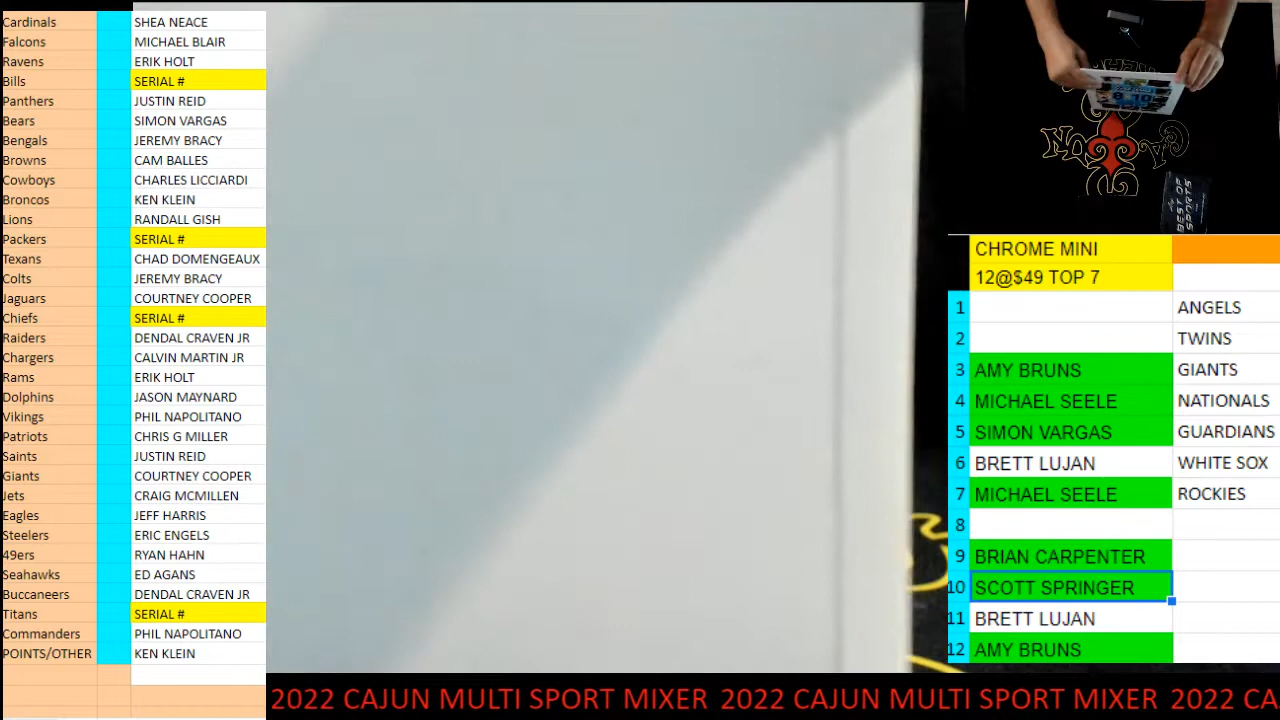 Cardinals SHEA NEACE
Falcons MICHAEL BLAIR
Ravens ERIK HOLT
Bills SERIAL #
Panthers JUSTIN REID
Bears SIMON VARGAS
Bengals JEREMY BRACY
Browns CAM BALLES
Cowboys CHARLES LICCIARDI
Broncos KEN KLEIN
Lions RANDALL GISH
Packers SERIAL #
Texans CHAD DOMENGEAUX
Colts JEREMY BRACY
Jaguars COURTNEY COOPER
Chiefs SERIAL #
Raiders DENDAL CRAVEN JR
Chargers CALVIN MARTIN JR
Rams ERIK HOLT
Dolphins JASON MAYNARD
Vikings PHIL NAPOLITANO
Patriots CHRIS G MILLER
Saints JUSTIN REID
Giants COURTNEY COOPER
Jets CRAIG MCMILLEN
Eagles JEFF HARRIS
Steelers ERIC ENGELS
49ers RYAN HAHN
Seahawks ED AGANS
Buccaneers DENDAL CRAVEN JR
Titans SERIAL #
Commanders PHIL NAPOLITANO
POINTS/OTHER KEN KLEIN
BEST OF
SPORTS
CHROME MINI
12@$49 TOP 7
1 ANGELS
2 TWINS
3 AMY BRUNS GIANTS
4 MICHAEL SEELE NATIONALS
5 SIMON VARGAS GUARDIANS
6 BRETT LUJAN WHITE SOX
7 MICHAEL SEELE ROCKIES
8
9 BRIAN CARPENTER
10 SCOTT SPRINGER
11 BRETT LUJAN
12 AMY BRUNS
2022 CAJUN MULTI SPORT MIXER 2022 CAJUN MULTI SPORT MIXER 2022 CA